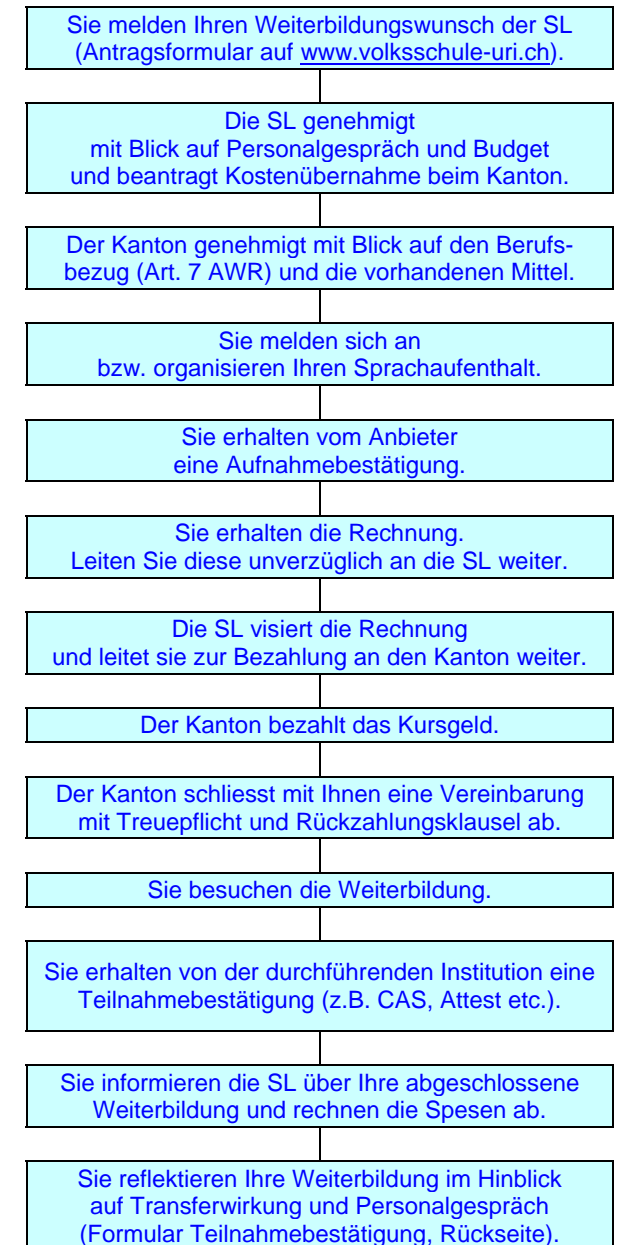 Sie melden Ihren Weiterbildungswunsch der SL
(Antragsformular auf www.volksschule-uri.ch).
Die SL genehmigt
mit Blick auf Personalgespräch und Budget
und beantragt Kostenübernahme beim Kanton.
Der Kanton genehmigt mit Blick auf den Berufs-
bezug (Art. 7 AWR) und die vorhandenen Mittel.
Sie melden sich an
bzw. organisieren Ihren Sprachaufenthalt.
Sie erhalten vom Anbieter
eine Aufnahmebestätigung.
Sie erhalten die Rechnung.
Leiten Sie diese unverzüglich an die SL weiter.
Die SL visiert die Rechnung
und leitet sie zur Bezahlung an den Kanton weiter.
Der Kanton bezahlt das Kursgeld.
Der Kanton schliesst mit Ihnen eine Vereinbarung
mit Treuepflicht und Rückzahlungsklausel ab.
Sie besuchen die Weiterbildung.
Sie erhalten von der durchführenden Institution eine
Teilnahmebestätigung (z.B. CAS, Attest etc.).
Sie informieren die SL über Ihre abgeschlossene
Weiterbildung und rechnen die Spesen ab.
Sie reflektieren Ihre Weiterbildung im Hinblick
auf Transferwirkung und Personalgespräch
(Formular Teilnahmebestätigung, Rückseite).